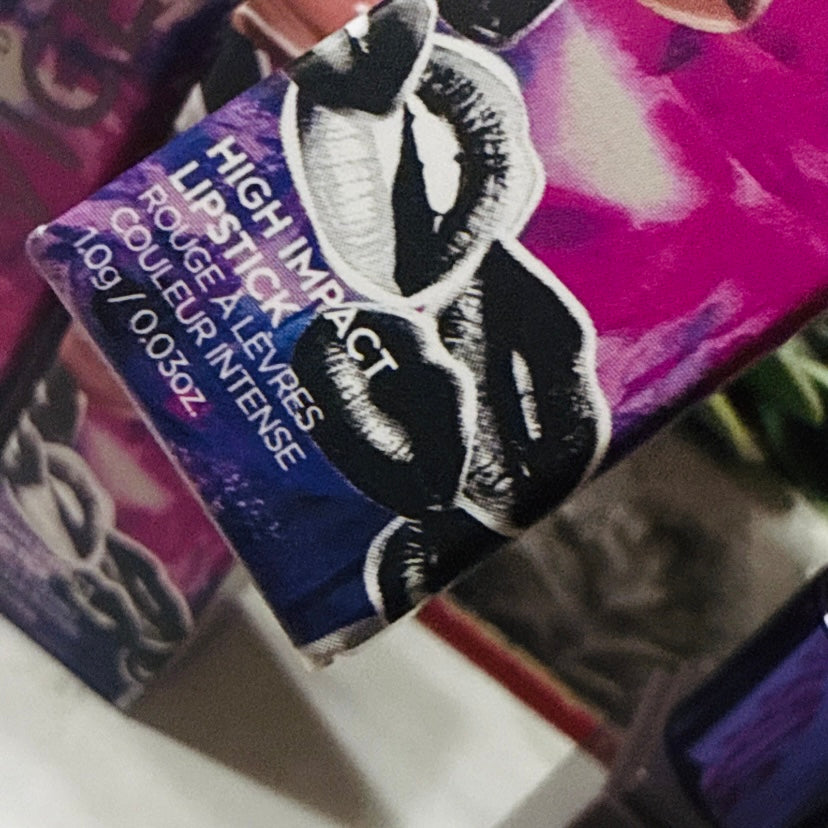 HIGH IMPACT
LIPSTICK
ROUGE À LÈVRES
COULEUR INTENSE
1.0g / 0.03oz.